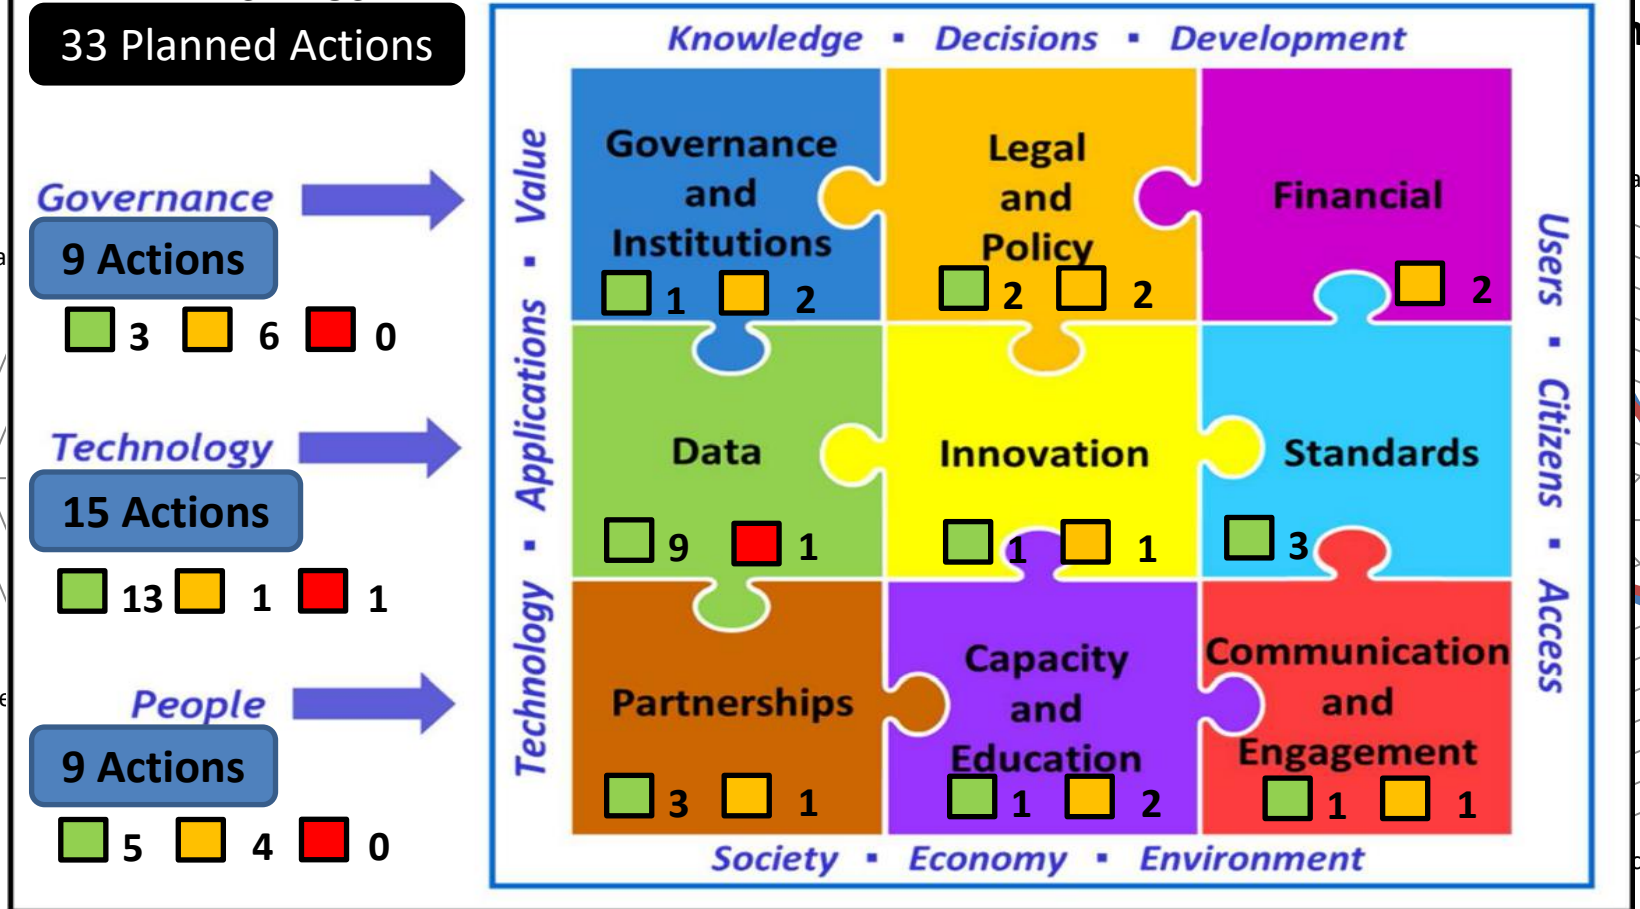 33 Planned Actions
Knowledge ▪ Decisions ▪ Development
Governance
9 Actions
3 6 0
Technology
15 Actions
13 1 1
People
9 Actions
5 4 0
Technology ▪ Applications ▪ Value
Governance
and
Institutions
1 2
Legal
and
Policy
2 2
Financial
2
Data
9 1
Innovation
1 1
Standards
3
Partnerships
3 1
Capacity
and
Education
1 2
Communication
and
Engagement
1 1
Users ▪ Citizens ▪ Access
Society ▪ Economy ▪ Environment